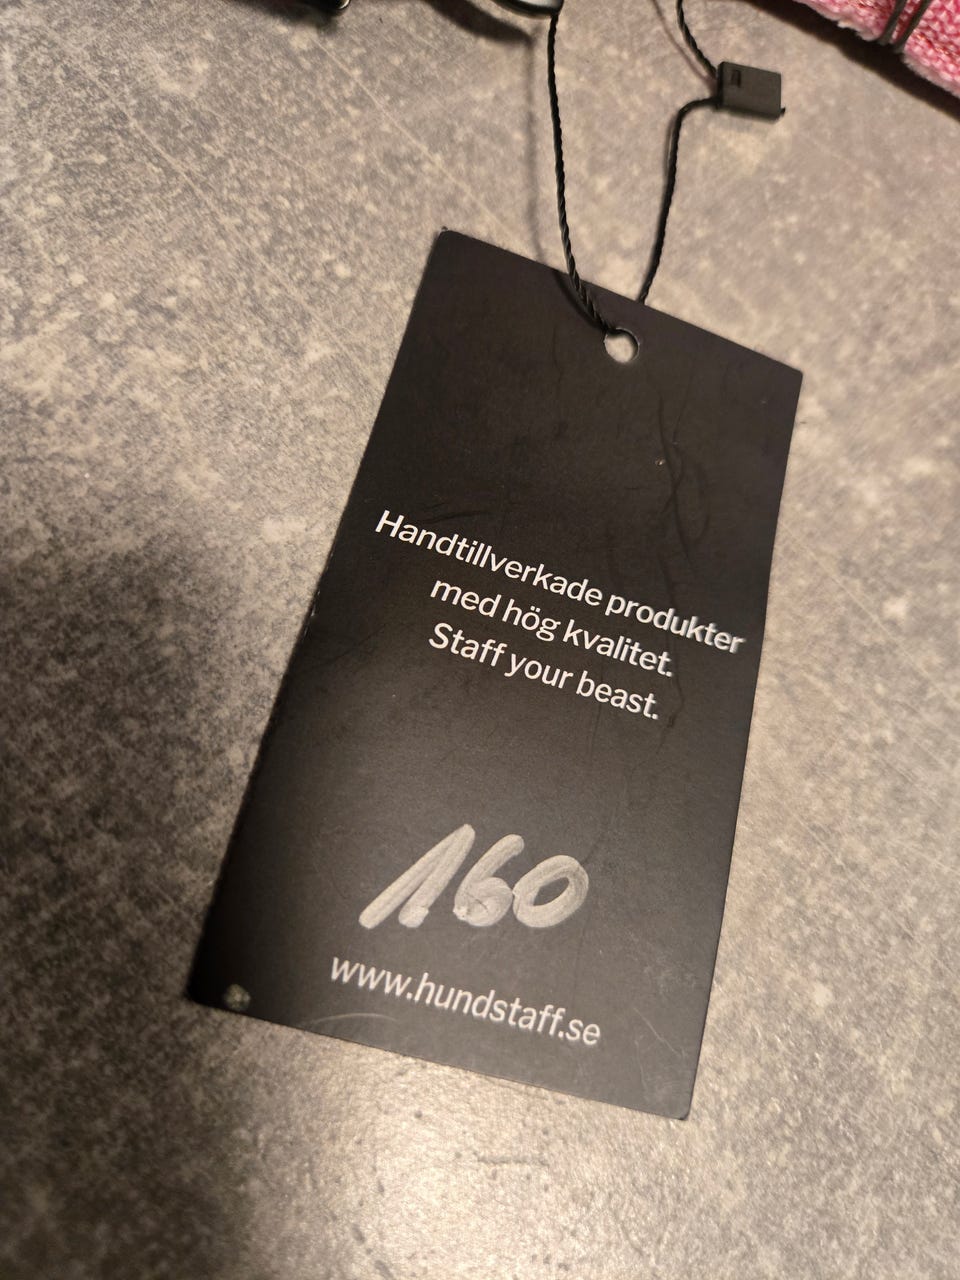 Handtillverkade produkter
med hög kvalitet.
Staff your beast.
160
www.hundstaff.se